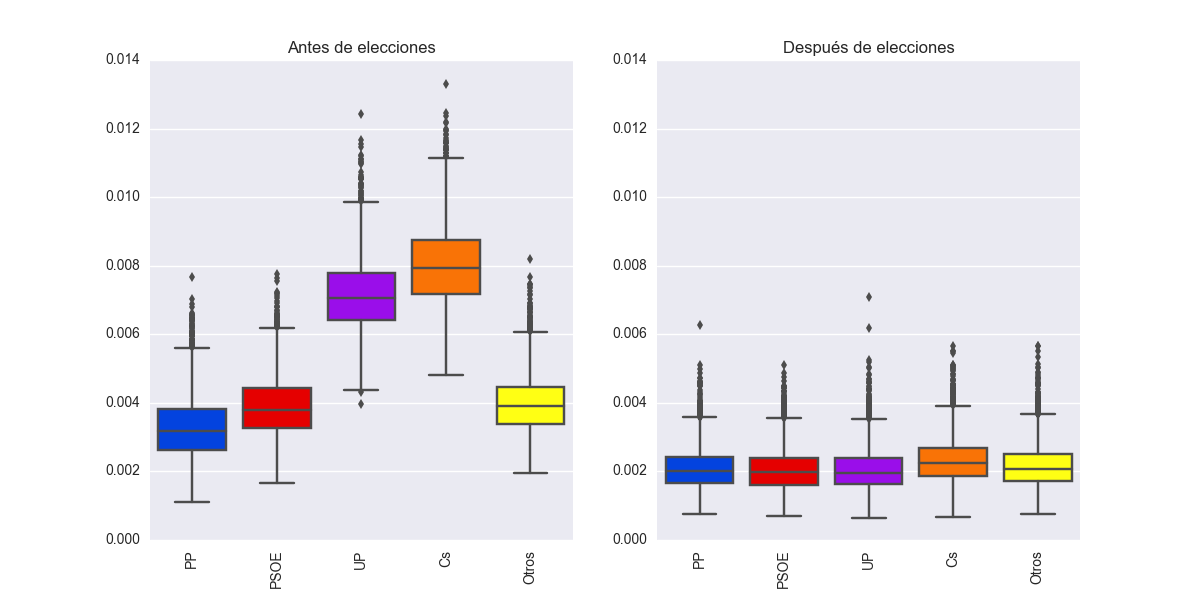 Antes de elecciones
0.014
0.012
0.010
0.008
0.006
0.004
0.002
0.000
PP
PSOE
UP
Cs
Otros
Después de elecciones
0.014
0.012
0.010
0.008
0.006
0.004
0.002
0.000
PP
PSOE
UP
Cs
Otros